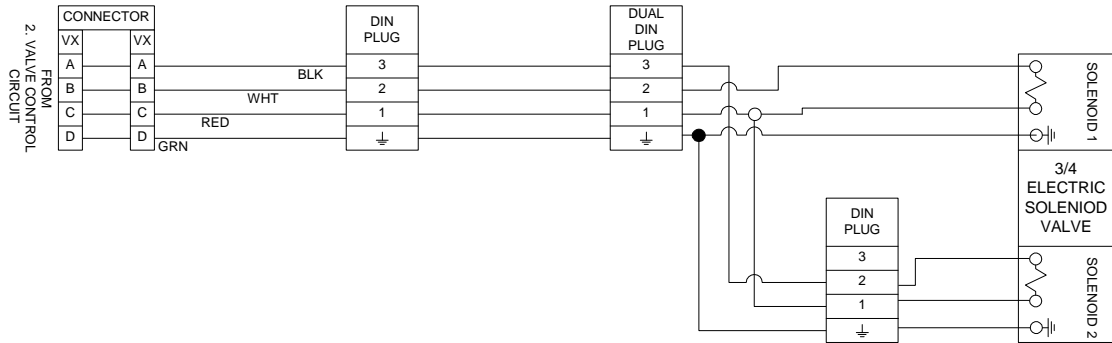 FROM
2. VALVE CONTROL
CIRCUIT
CONNECTOR
VX VX
A A
B B
C C
D D
BLK
WHT
RED
GRN
DIN
PLUG
3
2
1
DUAL
DIN
PLUG
3
2
1
SOLENOID 1
3/4
ELECTRIC
SOLENIOD
VALVE
DIN
PLUG
3
2
1
SOLENOID 2